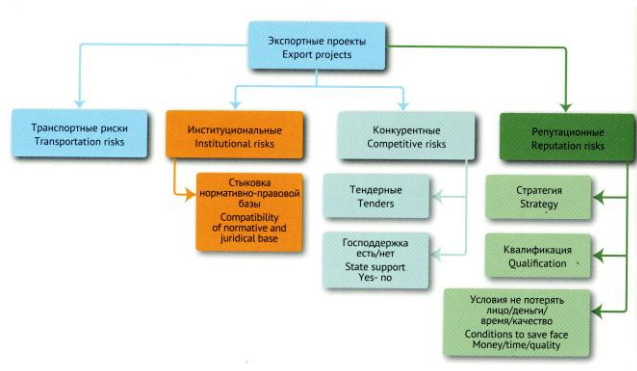 Экспортные проекты
Export projects
Транспортные риски
Transportation risks
Институциональные
Institutional risks
Конкурентные
Competitive risks
Репутационные
Reputation risks
Стыковка
нормативно-правовой
базы
Compatibility
of normative and
juridical base
Тендерные
Tenders
Господдержка
есть/нет
State support
Yes- no
Стратегия
Strategy
Квалификация
Qualification
Условия не потерять
лицо/деньги/
время/качество
Conditions to save face
Money/time/quality